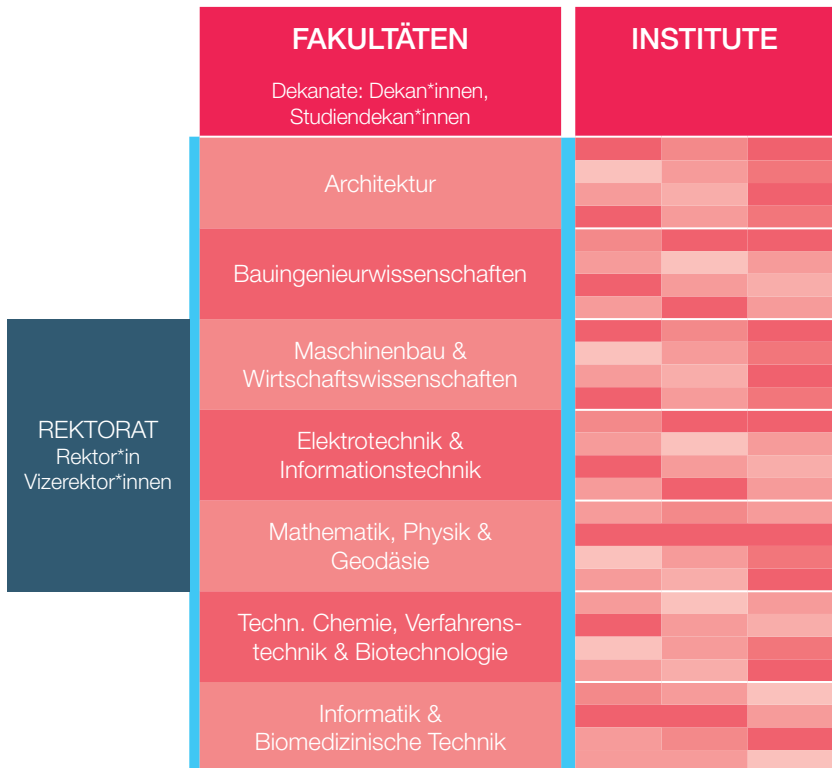 FAKULTÄTEN
Dekanate: Dekan*innen,
Studiendekan*innen
INSTITUTE
Architektur
Bauingenieurwissenschaften
Maschinenbau &
Wirtschaftswissenschaften
REKTORAT
Rektor*in
Vizerektor*innen
Elektrotechnik &
Informationstechnik
Mathematik, Physik &
Geodäsie
Techn. Chemie, Verfahrens-
technik & Biotechnologie
Informatik &
Biomedizinische Technik